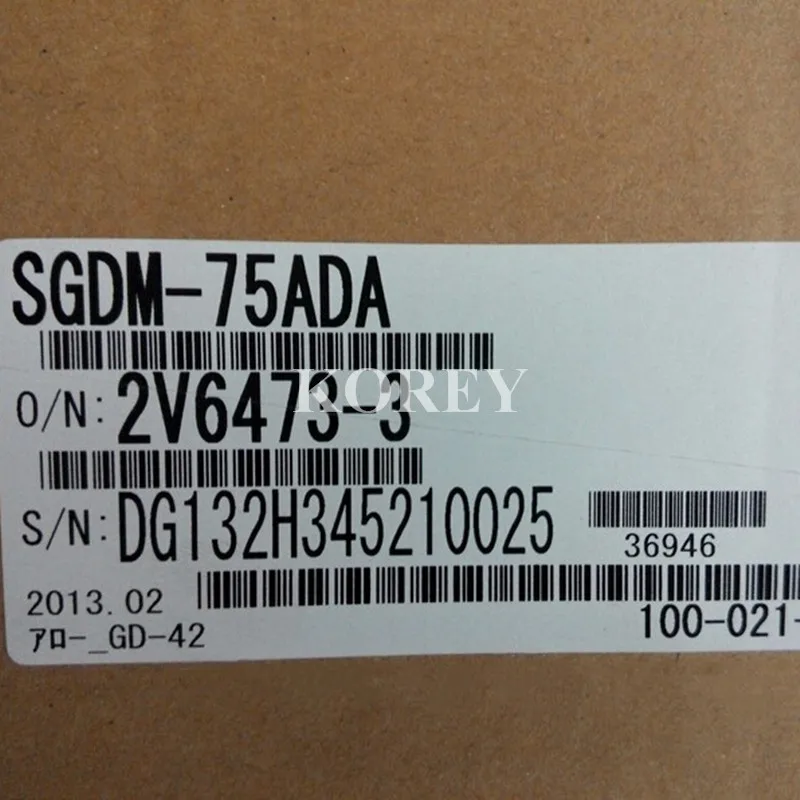 SGDM-75ADA
KOREY
O/N: 2V6473-3
S/N: DG132H345210025
36946
2013.02
100-021-
ｱﾛｰ_GD-42